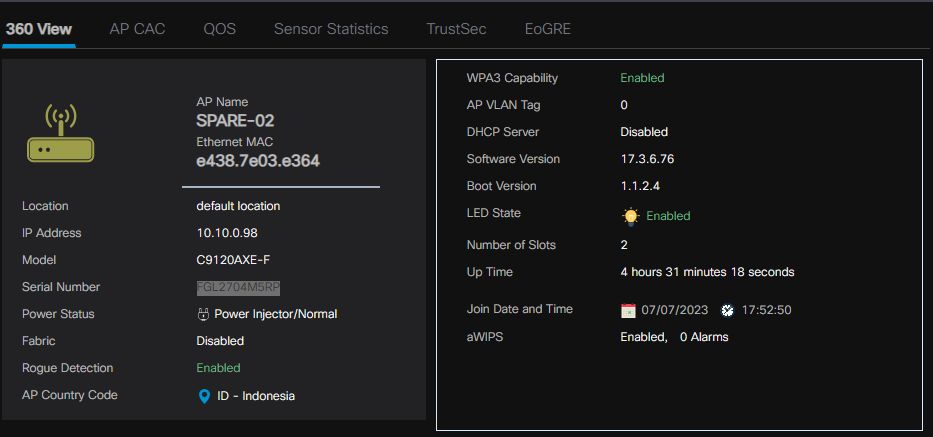 360 View AP CAC QOS Sensor Statistics TrustSec EoGRE
AP Name
SPARE-02
Ethernet MAC
e438.7e03.e364
Location default location
IP Address 10.10.0.98
Model C9120AXE-F
Serial Number FGL2704M5RP
Power Status Power Injector/Normal
Fabric Disabled
Rogue Detection Enabled
AP Country Code ID - Indonesia
WPA3 Capability Enabled
AP VLAN Tag 0
DHCP Server Disabled
Software Version 17.3.6.76
Boot Version 1.1.2.4
LED State Enabled
Number of Slots 2
Up Time 4 hours 31 minutes 18 seconds
Join Date and Time 07/07/2023 17:52:50
aWIPS Enabled, 0 Alarms